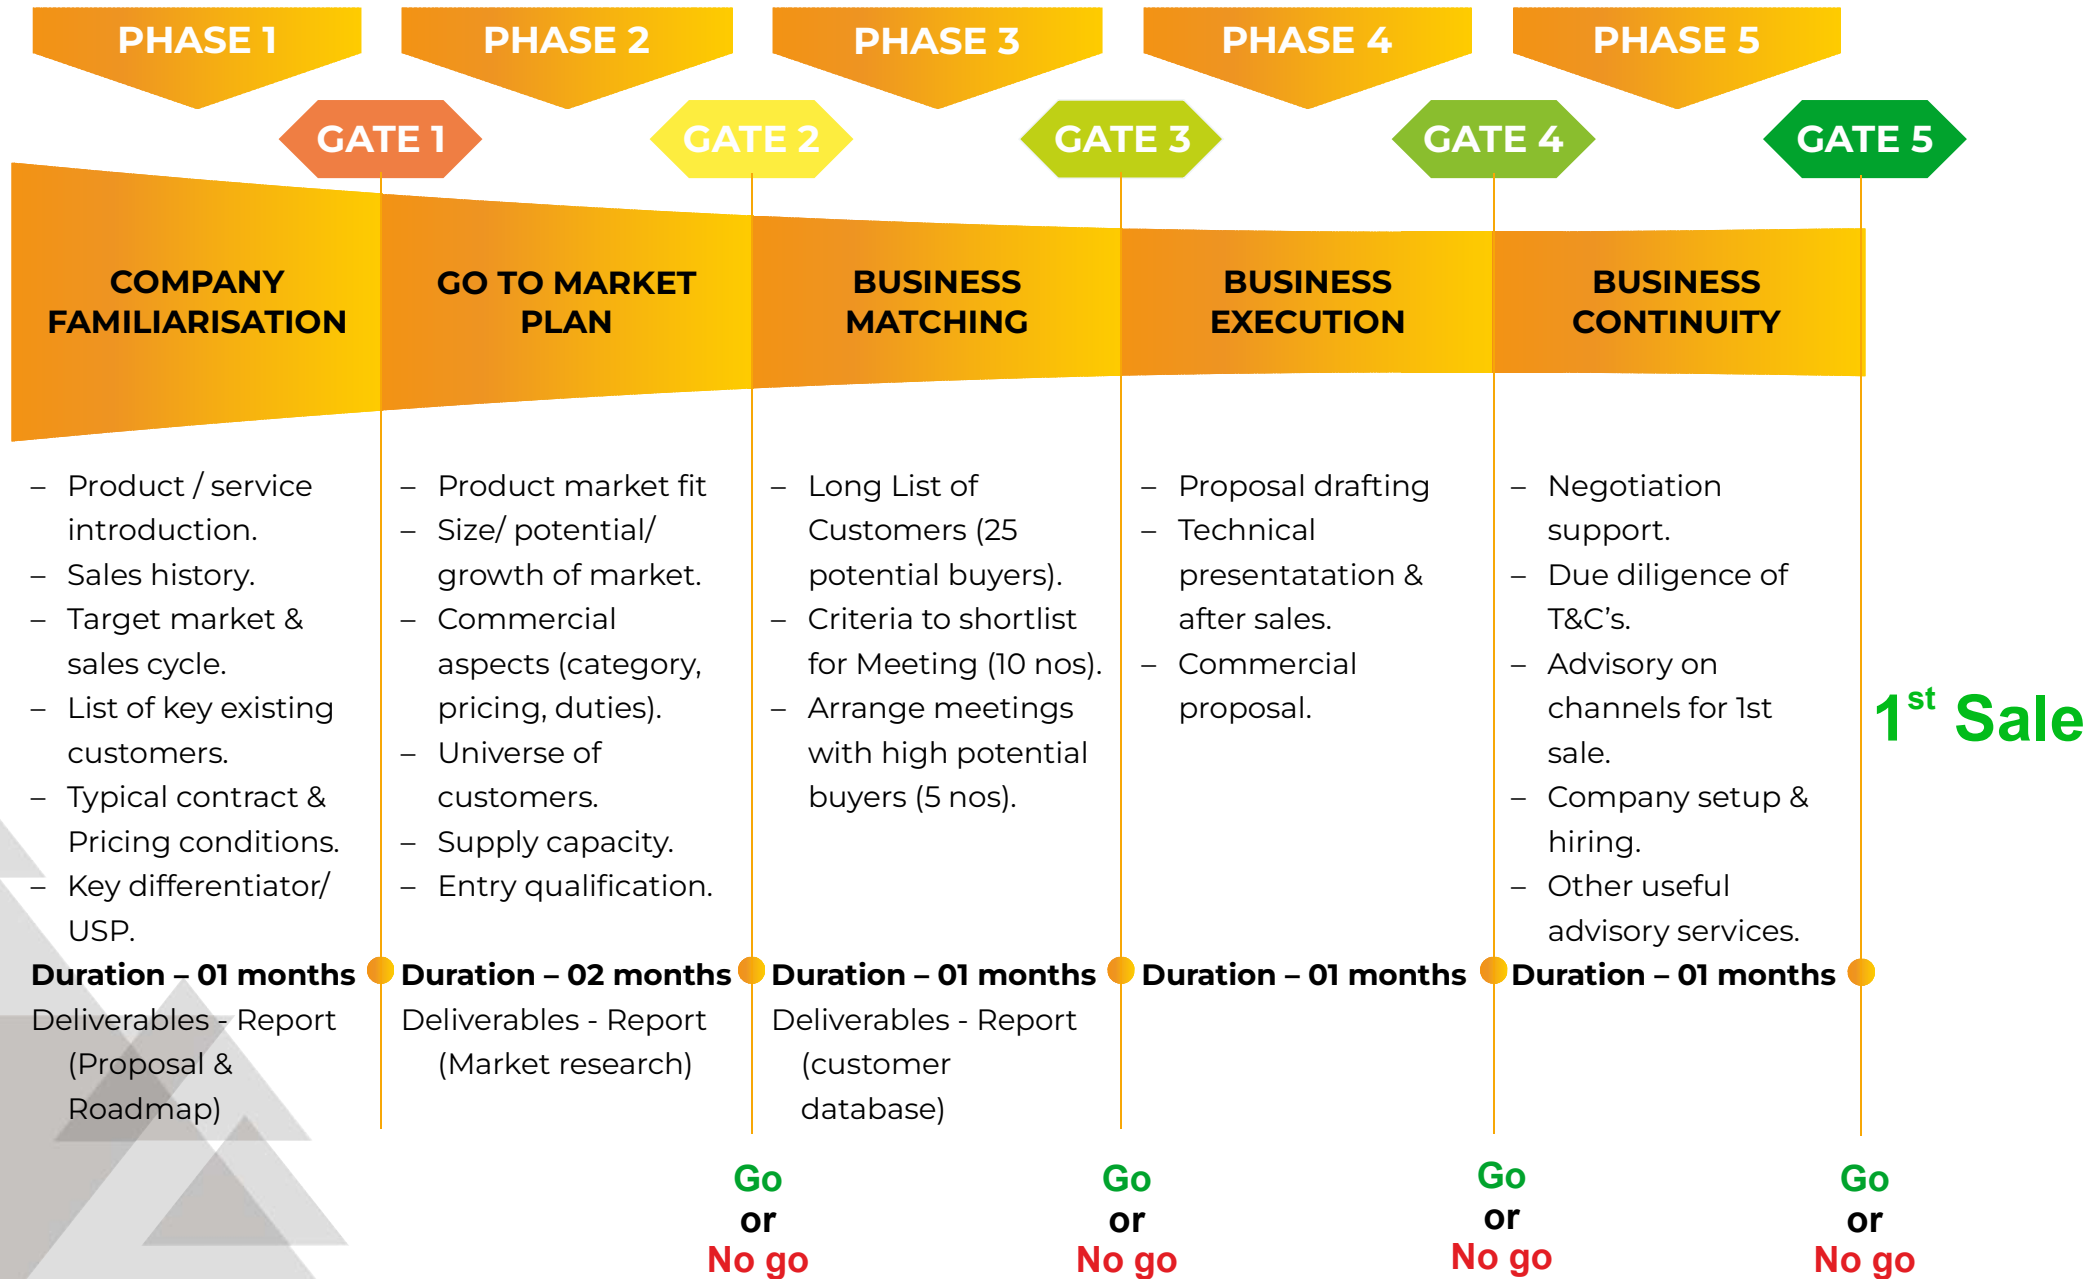 PHASE 1
PHASE 2
PHASE 3
PHASE 4
PHASE 5
GATE 1
GATE 2
GATE 3
GATE 4
GATE 5
COMPANY
FAMILIARISATION
GO TO MARKET
PLAN
BUSINESS
MATCHING
BUSINESS
EXECUTION
BUSINESS
CONTINUITY
– Product / service
introduction.
– Sales history.
– Target market &
sales cycle.
– List of key existing
customers.
– Typical contract &
Pricing conditions.
– Key differentiator/
USP.
Duration – 01 months
Deliverables - Report
(Proposal &
Roadmap)
– Product market fit
– Size/ potential/
growth of market.
– Commercial
aspects (category,
pricing, duties).
– Universe of
customers.
– Supply capacity.
– Entry qualification.
Duration – 02 months
Deliverables - Report
(Market research)
– Long List of
Customers (25
potential buyers).
– Criteria to shortlist
for Meeting (10 nos).
– Arrange meetings
with high potential
buyers (5 nos).
Duration – 01 months
Deliverables - Report
(customer
database)
– Proposal drafting
– Technical
presentatation &
after sales.
– Commercial
proposal.
Duration – 01 months
– Negotiation
support.
– Due diligence of
T&C’s.
– Advisory on
channels for 1st
sale.
– Company setup &
hiring.
– Other useful
advisory services.
Duration – 01 months
1st Sale
Go
or
No go
Go
or
No go
Go
or
No go
Go
or
No go